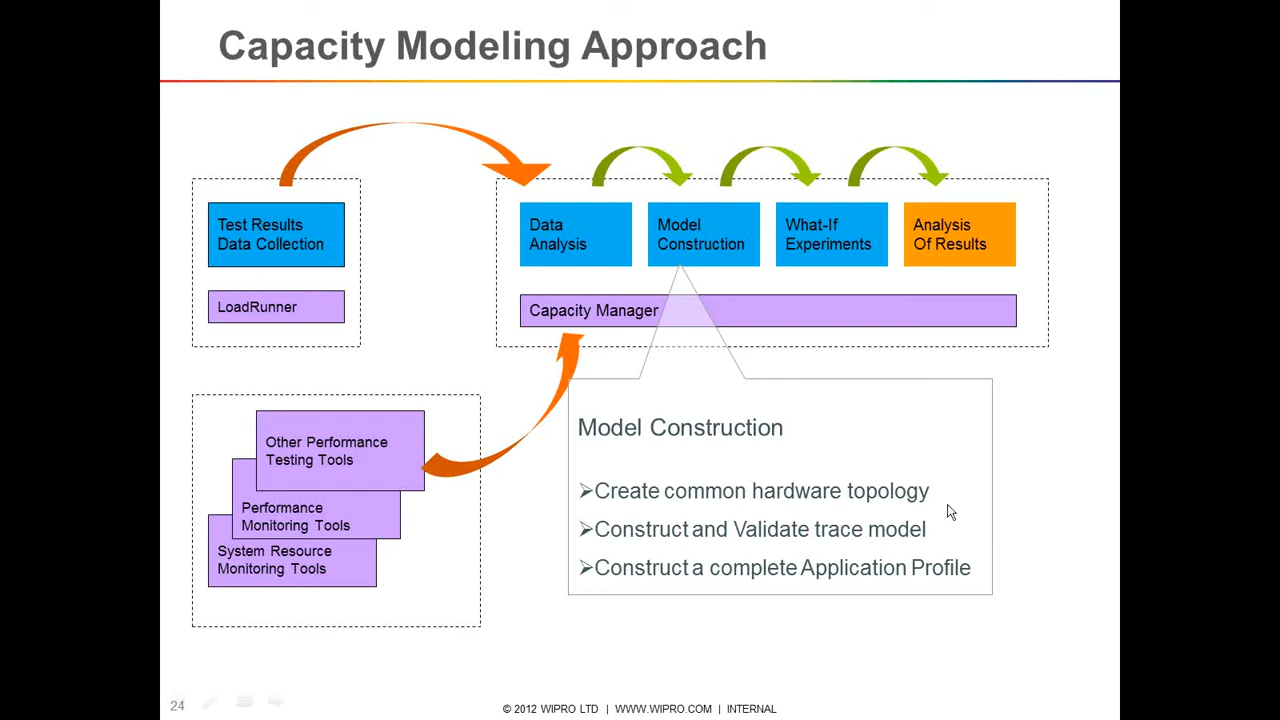 Capacity Modeling Approach
Test Results
Data Collection
LoadRunner
Data
Analysis
Model
Construction
What-If
Experiments
Analysis
Of Results
Capacity Manager
Other Performance
Testing Tools
Performance
Monitoring Tools
System Resource
Monitoring Tools
Model Construction
➢Create common hardware topology
➢Construct and Validate trace model
➢Construct a complete Application Profile
24
© 2012 WIPRO LTD | WWW.WIPRO.COM | INTERNAL